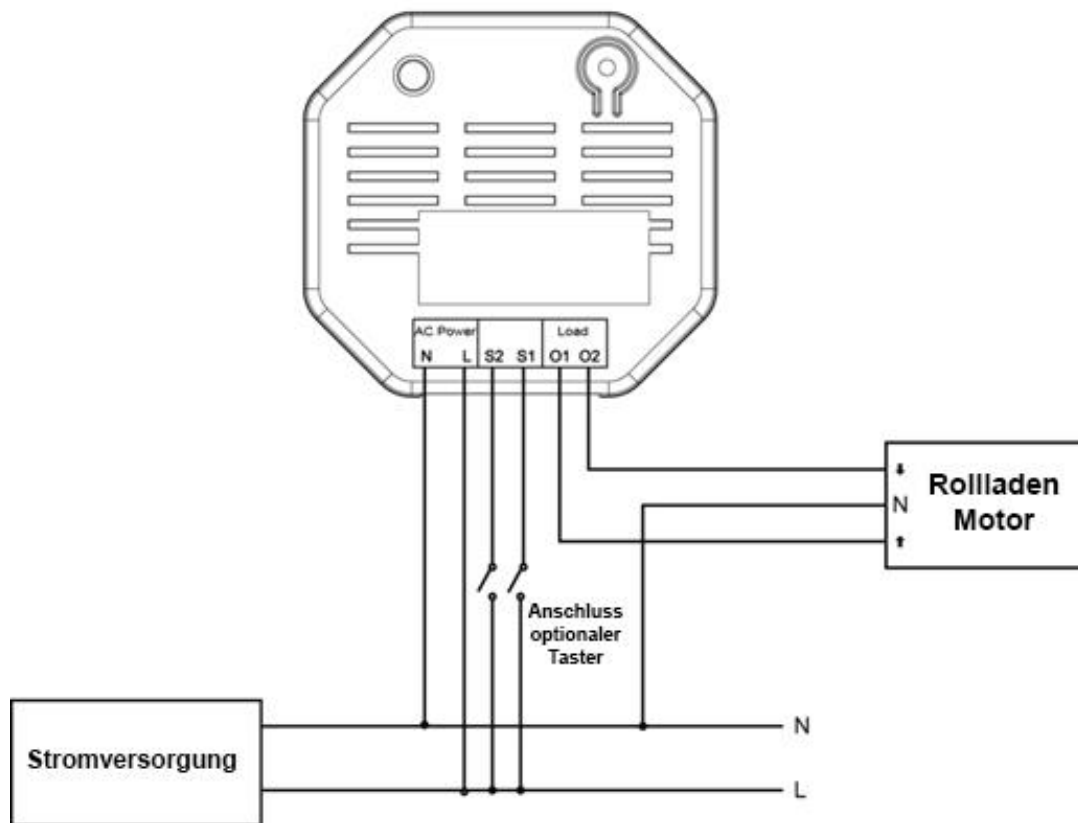 AC Power
Load
N L S2 S1 O1 O2
Rollladen
Motor
N
Anschluss
optionaler
Taster
Stromversorgung
N
L